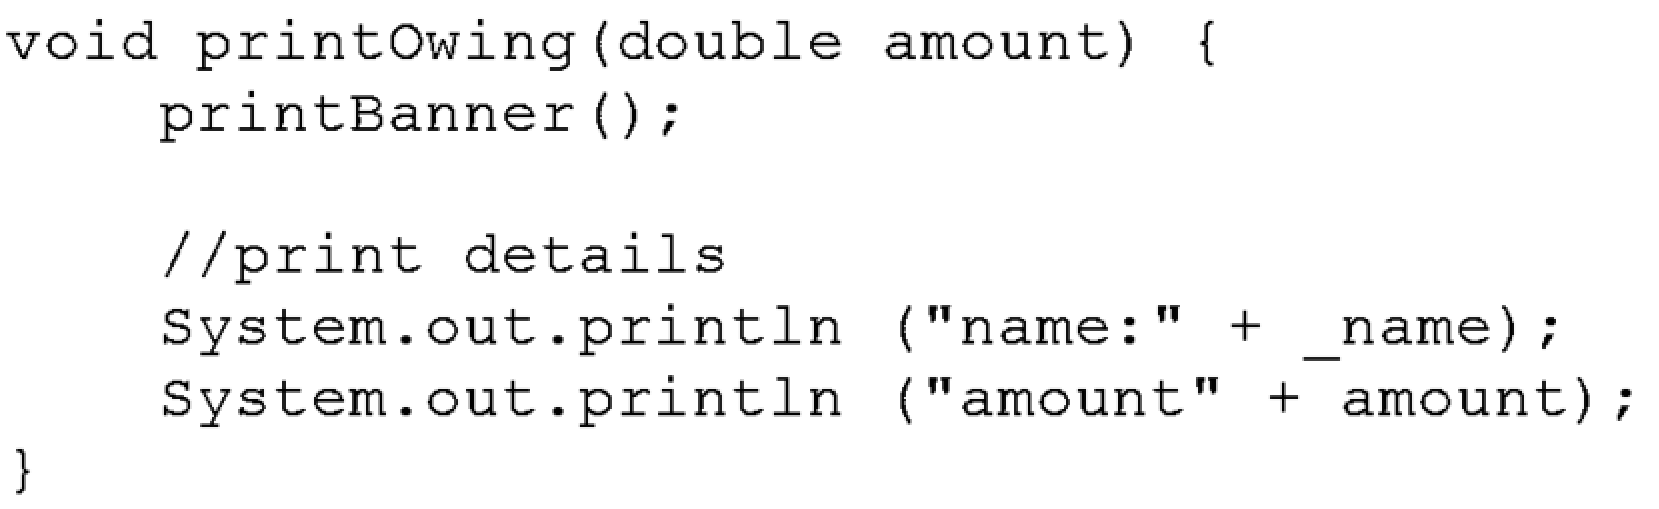 void printOwing(double amount) {
    printBanner();

    //print details
    System.out.println ("name:" + _name);
    System.out.println ("amount" + amount);
}